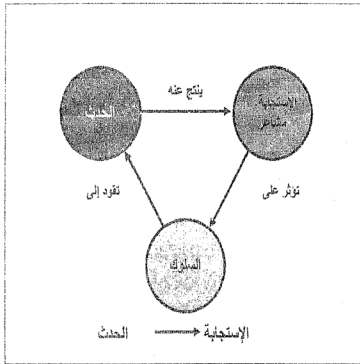 ينتج عنه
الحدث
الإستجابة
مشاعر
تقود إلى
تؤثر على
السلوك
الحدث → الإستجابة